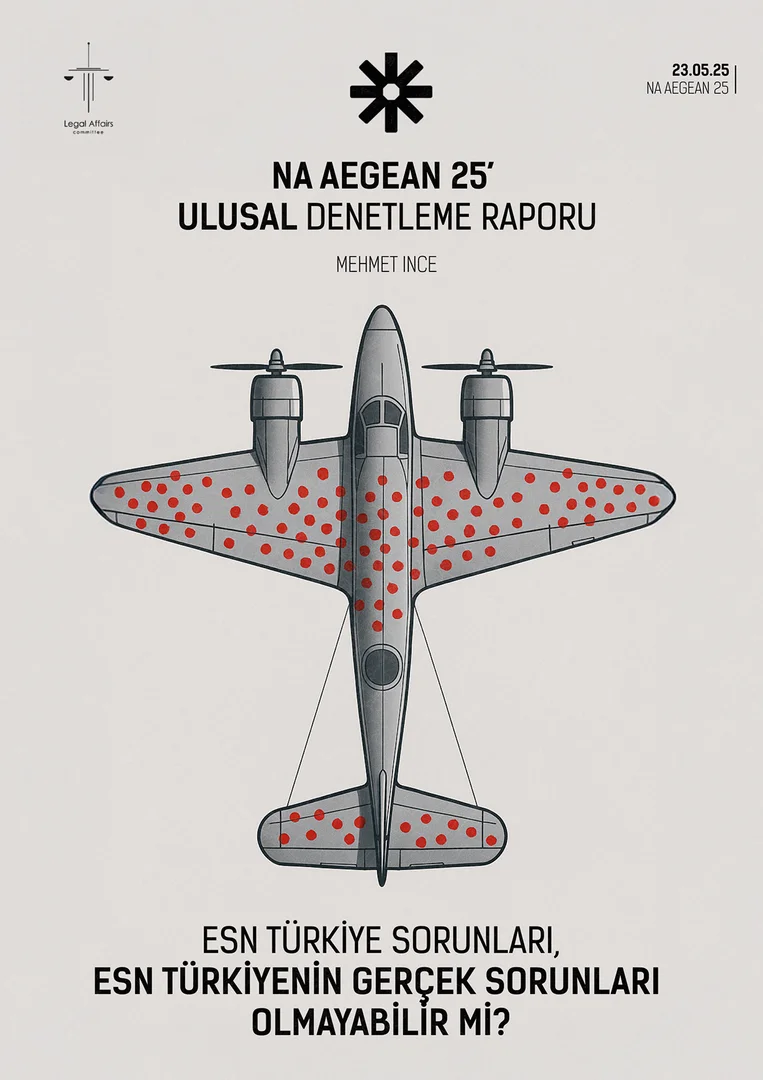 Legal Affairs
committee
23.05.25
NA AEGEAN 25
NA AEGEAN 25'
ULUSAL DENETLEME RAPORU
MEHMET INCE
ESN TÜRKİYE SORUNLARI,
ESN TÜRKİYENİN GERÇEK SORUNLARI
OLMAYABİLİR Mİ?